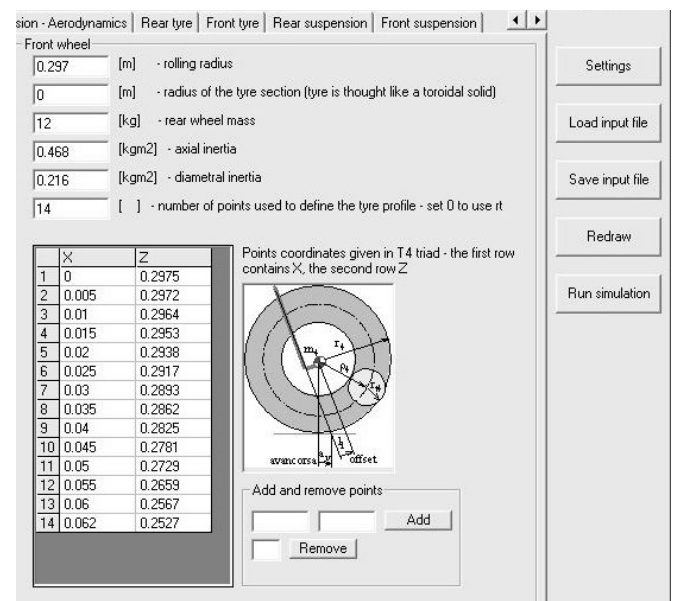 sion - Aerodynamics Rear tyre Front tyre Rear suspension Front suspension
Front wheel
0.297 [m] - rolling radius
0 [m] - radius of the tyre section (tyre is thought like a toroidal solid)
12 [kg] - rear wheel mass
0.468 [kgm2] - axial inertia
0.216 [kgm2] - diametral inertia
14 [ ] - number of points used to define the tyre profile - set 0 to use rt
Settings
Load input file
Save input file
Redraw
Run simulation
X Z
1 0 0.2975
2 0.005 0.2972
3 0.01 0.2964
4 0.015 0.2953
5 0.02 0.2938
6 0.025 0.2917
7 0.03 0.2893
8 0.035 0.2862
9 0.04 0.2825
10 0.045 0.2781
11 0.05 0.2729
12 0.055 0.2659
13 0.06 0.2567
14 0.062 0.2527
Points coordinates given in T4 triad - the first row
contains X, the second row Z
m4 r4
ρ4
avancorsa
offset
Add and remove points
Add
Remove